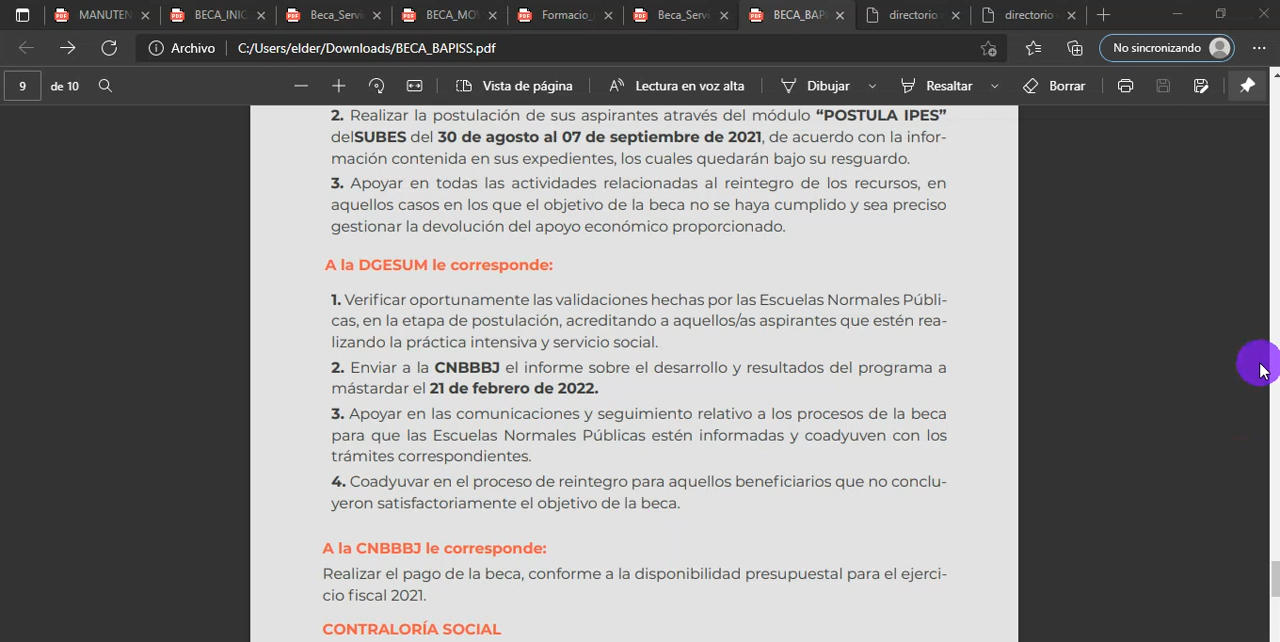 MANUTEN
BECA_INIC
Beca_Servi
BECA_MOV
Formacio
Beca_Servi
BECA_BAP
directorio
directorio
Archivo
C:/Users/elder/Downloads/BECA_BAPISS.pdf
No sincronizando
9
de 10
Vista de página
Lectura en voz alta
Dibujar
Resaltar
Borrar
2. Realizar la postulación de sus aspirantes através del módulo “POSTULA IPES”
delSUBES del 30 de agosto al 07 de septiembre de 2021, de acuerdo con la infor-
mación contenida en sus expedientes, los cuales quedarán bajo su resguardo.
3. Apoyar en todas las actividades relacionadas al reintegro de los recursos, en
aquellos casos en los que el objetivo de la beca no se haya cumplido y sea preciso
gestionar la devolución del apoyo económico proporcionado.
A la DGESUM le corresponde:
1. Verificar oportunamente las validaciones hechas por las Escuelas Normales Públi-
cas, en la etapa de postulación, acreditando a aquellos/as aspirantes que estén rea-
lizando la práctica intensiva y servicio social.
2. Enviar a la CNBBBJ el informe sobre el desarrollo y resultados del programa a
mástardar el 21 de febrero de 2022.
3. Apoyar en las comunicaciones y seguimiento relativo a los procesos de la beca
para que las Escuelas Normales Públicas estén informadas y coadyuven con los
trámites correspondientes.
4. Coadyuvar en el proceso de reintegro para aquellos beneficiarios que no conclu-
yeron satisfactoriamente el objetivo de la beca.
A la CNBBBJ le corresponde:
Realizar el pago de la beca, conforme a la disponibilidad presupuestal para el ejerci-
cio fiscal 2021.
CONTRALORÍA SOCIAL